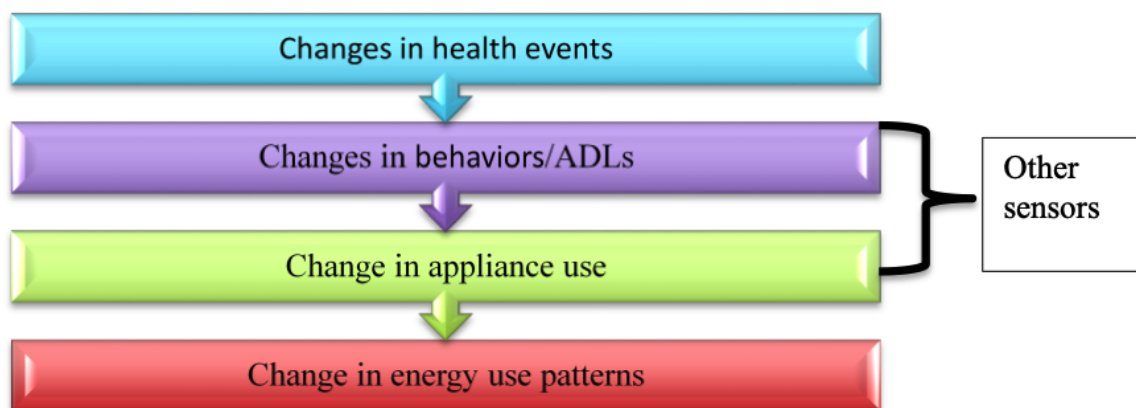 Changes in health events
Changes in behaviors/ADLs
Other
sensors
Change in appliance use
Change in energy use patterns